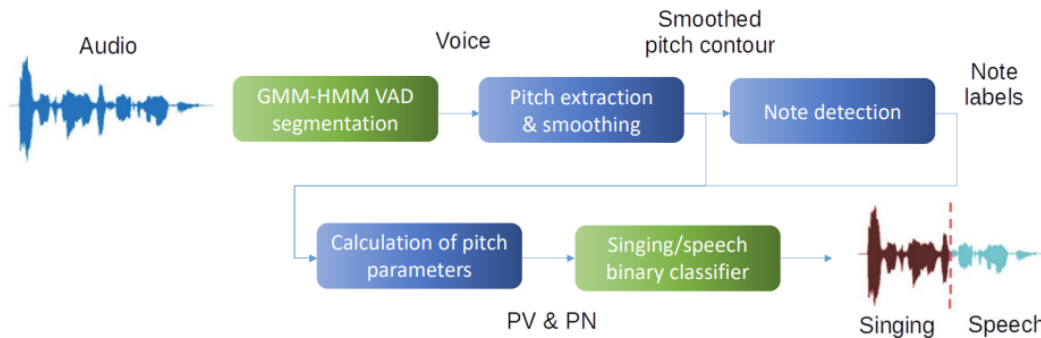 Audio
Voice
Smoothed
pitch contour
Note
labels
GMM-HMM VAD
segmentation
Pitch extraction
& smoothing
Note detection
Calculation of pitch
parameters
Singing/speech
binary classifier
PV & PN
Singing
Speech